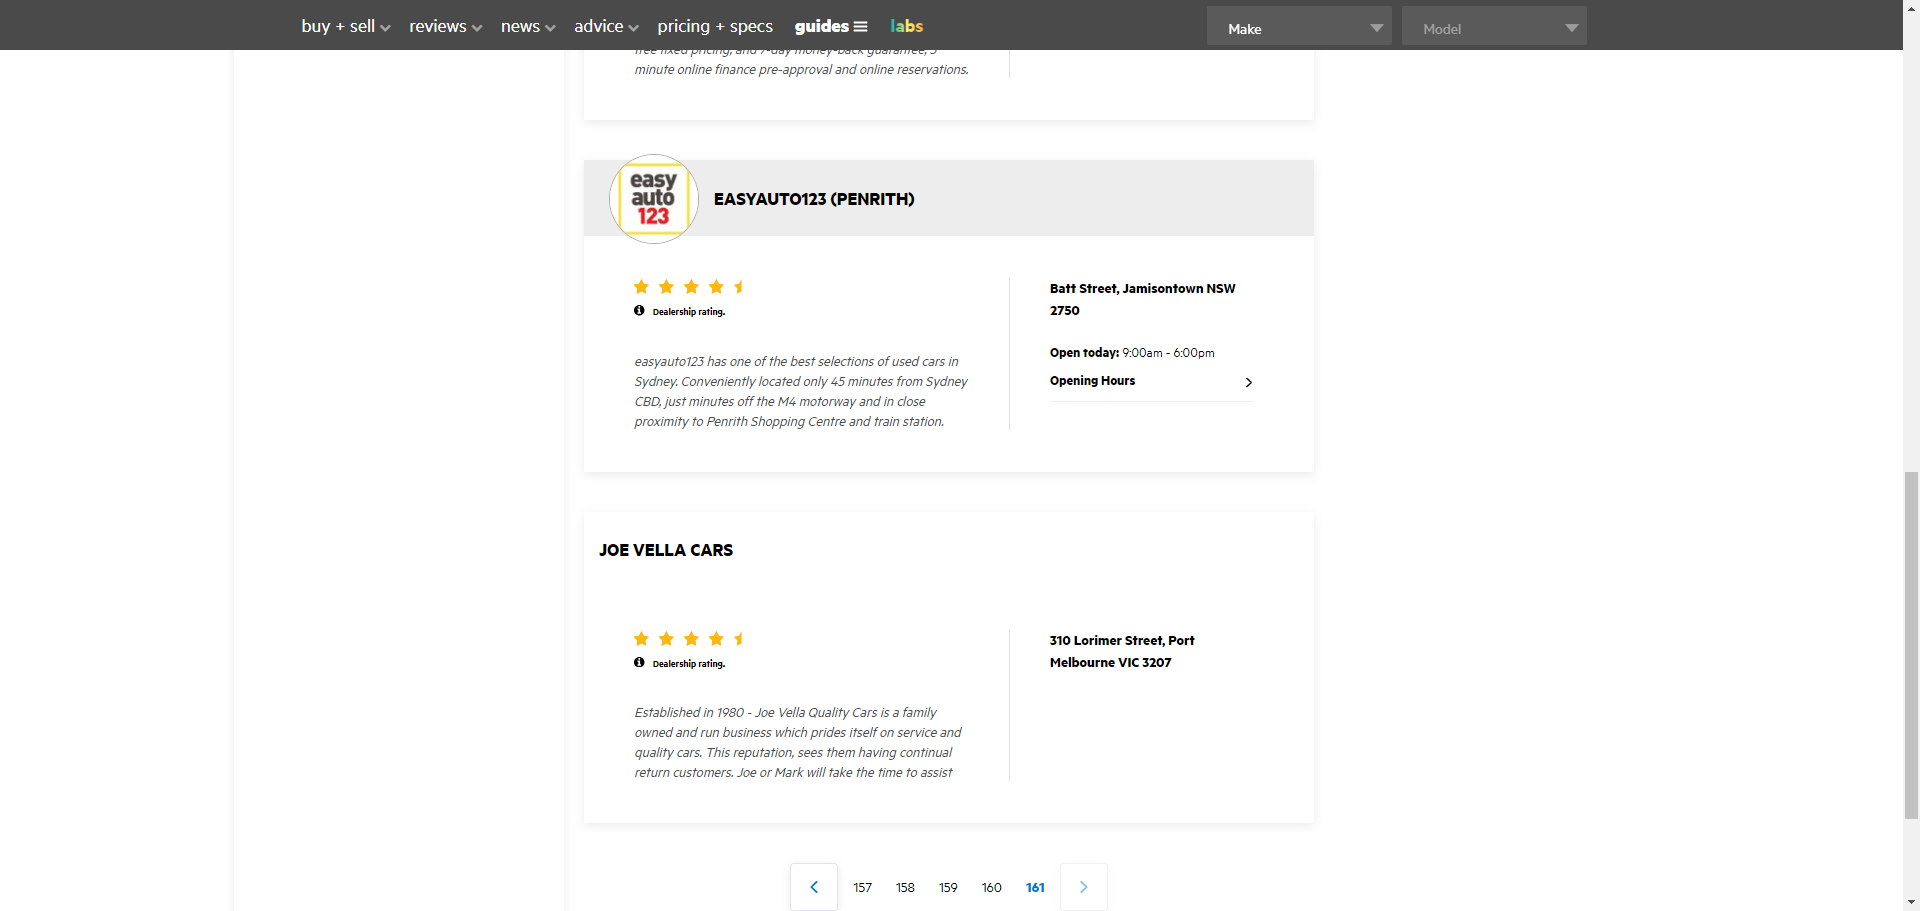 buy + sell reviews news advice pricing + specs guides labs Make Model
free fixed pricing, and 7-day money-back guarantee, 5
minute online finance pre-approval and online reservations.
easy
auto
123
EASYAUTO123 (PENRITH)
Dealership rating.
easyauto123 has one of the best selections of used cars in
Sydney. Conveniently located only 45 minutes from Sydney
CBD, just minutes off the M4 motorway and in close
proximity to Penrith Shopping Centre and train station.
Batt Street, Jamisontown NSW
2750
Open today: 9:00am - 6:00pm
Opening Hours
JOE VELLA CARS
Dealership rating.
Established in 1980 - Joe Vella Quality Cars is a family
owned and run business which prides itself on service and
quality cars. This reputation, sees them having continual
return customers. Joe or Mark will take the time to assist
310 Lorimer Street, Port
Melbourne VIC 3207
157 158 159 160 161